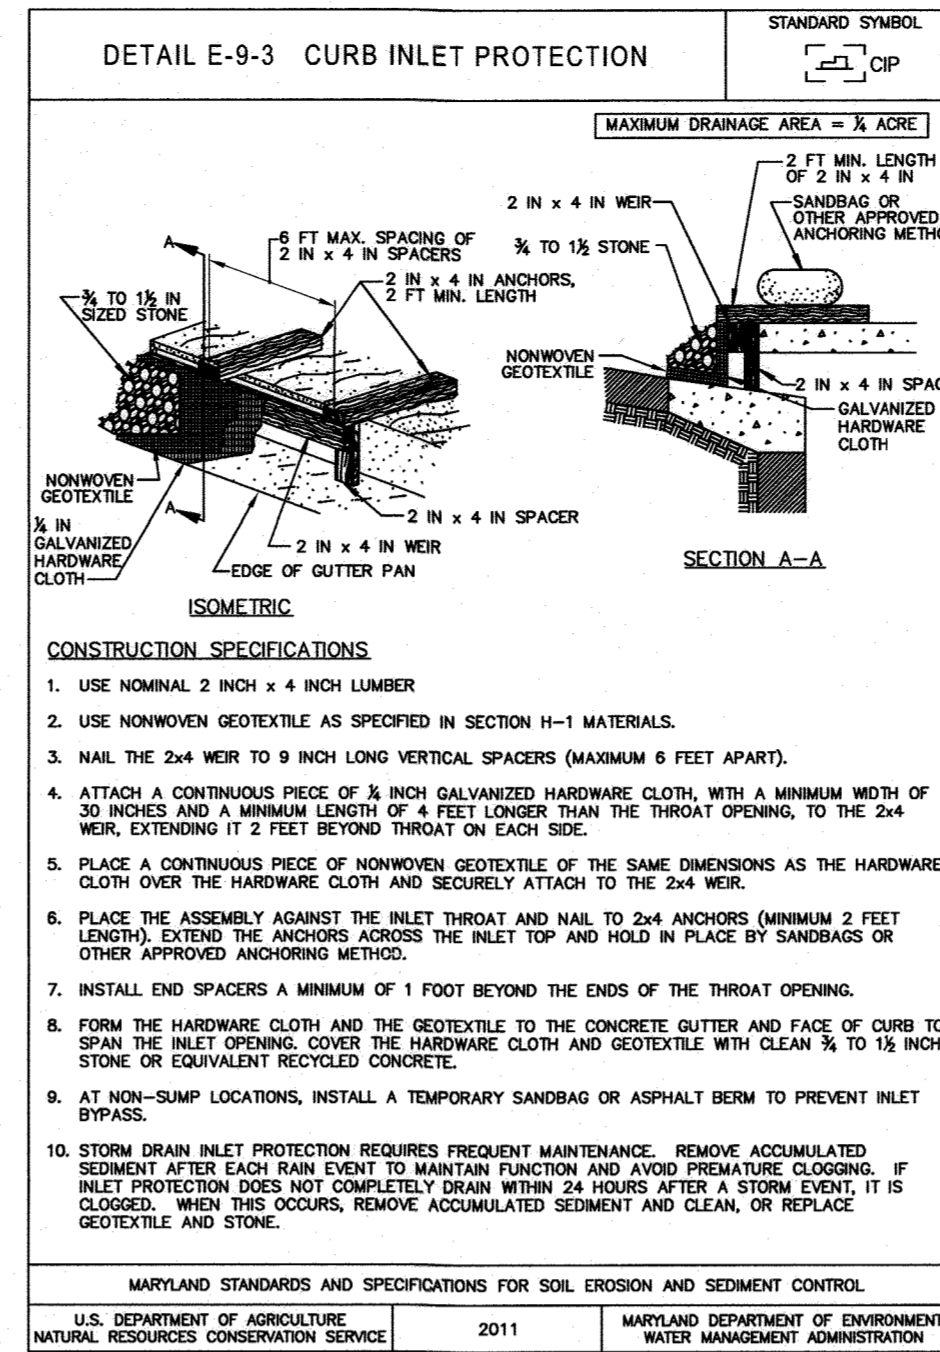 DETAIL E-9-3 CURB INLET PROTECTION
STANDARD SYMBOL
CIP
MAXIMUM DRAINAGE AREA = ¼ ACRE
2 FT MIN. LENGTH
OF 2 IN x 4 IN
2 IN x 4 IN WEIR
SANDBAG OR
OTHER APPROVED
ANCHORING
¾ TO 1½ STONE
A
6 FT MAX. SPACING OF
2 IN x 4 IN SPACERS
2 IN x 4 IN ANCHORS,
2 FT MIN. LENGTH
¾ TO 1½ IN
SIZED STONE
NONWOVEN
GEOTEXTILE
2 IN x 4 IN
GALVANIZED
HARDWARE
CLOTH
NONWOVEN
GEOTEXTILE
A
¼ IN
GALVANIZED
HARDWARE
CLOTH
2 IN x 4 IN SPACER
2 IN x 4 IN WEIR
EDGE OF GUTTER PAN
SECTION A-A
ISOMETRIC
CONSTRUCTION SPECIFICATIONS
1. USE NOMINAL 2 INCH x 4 INCH LUMBER
2. USE NONWOVEN GEOTEXTILE AS SPECIFIED IN SECTION H-1 MATERIALS.
3. NAIL THE 2x4 WEIR TO 9 INCH LONG VERTICAL SPACERS (MAXIMUM 6 FEET APART).
4. ATTACH A CONTINUOUS PIECE OF ¼ INCH GALVANIZED HARDWARE CLOTH, WITH A MINIMUM WIDTH OF
30 INCHES AND A MINIMUM LENGTH OF 4 FEET LONGER THAN THE THROAT OPENING, TO THE 2x4
WEIR, EXTENDING IT 2 FEET BEYOND THROAT ON EACH SIDE.
5. PLACE A CONTINUOUS PIECE OF NONWOVEN GEOTEXTILE OF THE SAME DIMENSIONS AS THE HARDWARE
CLOTH OVER THE HARDWARE CLOTH AND SECURELY ATTACH TO THE 2x4 WEIR.
6. PLACE THE ASSEMBLY AGAINST THE INLET THROAT AND NAIL TO 2x4 ANCHORS (MINIMUM 2 FEET
LENGTH). EXTEND THE ANCHORS ACROSS THE INLET TOP AND HOLD IN PLACE BY SANDBAGS OR
OTHER APPROVED ANCHORING METHOD.
7. INSTALL END SPACERS A MINIMUM OF 1 FOOT BEYOND THE ENDS OF THE THROAT OPENING.
8. FORM THE HARDWARE CLOTH AND THE GEOTEXTILE TO THE CONCRETE GUTTER AND FACE OF CURB TO
SPAN THE INLET OPENING. COVER THE HARDWARE CLOTH AND GEOTEXTILE WITH CLEAN ¾ TO 1½ INCH
STONE OR EQUIVALENT RECYCLED CONCRETE.
9. AT NON-SUMP LOCATIONS, INSTALL A TEMPORARY SANDBAG OR ASPHALT BERM TO PREVENT INLET
BYPASS.
10. STORM DRAIN INLET PROTECTION REQUIRES FREQUENT MAINTENANCE. REMOVE ACCUMULATED
SEDIMENT AFTER EACH RAIN EVENT TO MAINTAIN FUNCTION AND AVOID PREMATURE CLOGGING. IF
INLET PROTECTION DOES NOT COMPLETELY DRAIN WITHIN 24 HOURS AFTER A STORM EVENT, IT IS
CLOGGED. WHEN THIS OCCURS, REMOVE ACCUMULATED SEDIMENT AND CLEAN, OR REPLACE
GEOTEXTILE AND STONE.
MARYLAND STANDARDS AND SPECIFICATIONS FOR SOIL EROSION AND SEDIMENT CONTROL
U.S. DEPARTMENT OF AGRICULTURE
NATURAL RESOURCES CONSERVATION SERVICE
2011
MARYLAND DEPARTMENT OF ENVIRONMENT
WATER MANAGEMENT ADMINISTRATION